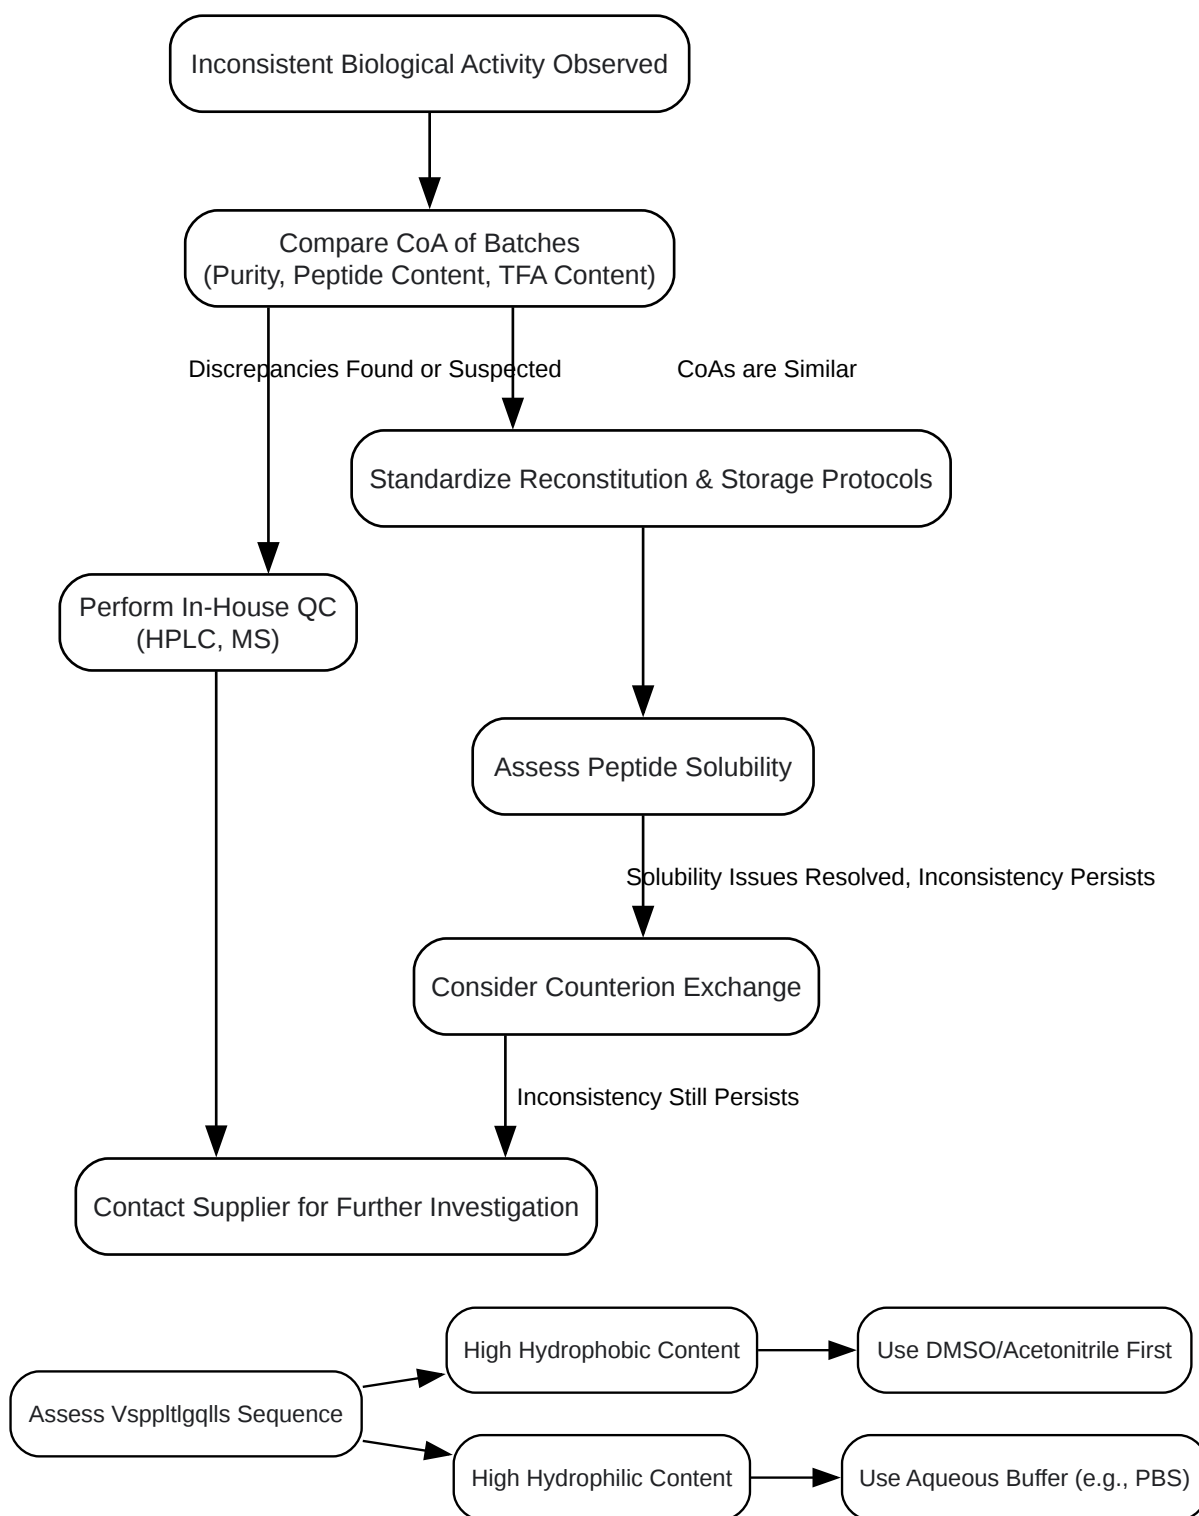 Inconsistent Biological Activity Observed
Compare CoA of Batches
(Purity, Peptide Content, TFA Content)
Discrepancies Found or Suspected
CoAs are Similar
Standardize Reconstitution & Storage Protocols
Perform In-House QC
(HPLC, MS)
Assess Peptide Solubility
Solubility Issues Resolved, Inconsistency Persists
Consider Counterion Exchange
Inconsistency Still Persists
Contact Supplier for Further Investigation
High Hydrophobic Content
Use DMSO/Acetonitrile First
Assess Vsppltlgqlls Sequence
High Hydrophilic Content
Use Aqueous Buffer (e.g., PBS)